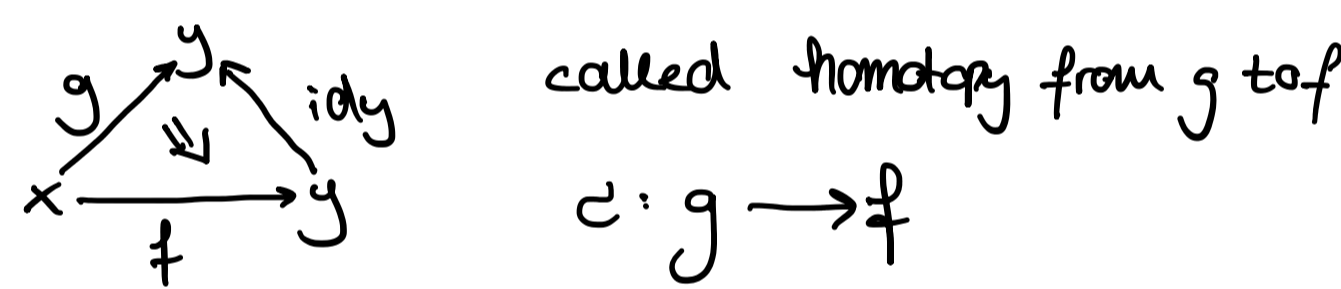 y
g
idy
called homotopy from g to f
x
y
f
c: g → f